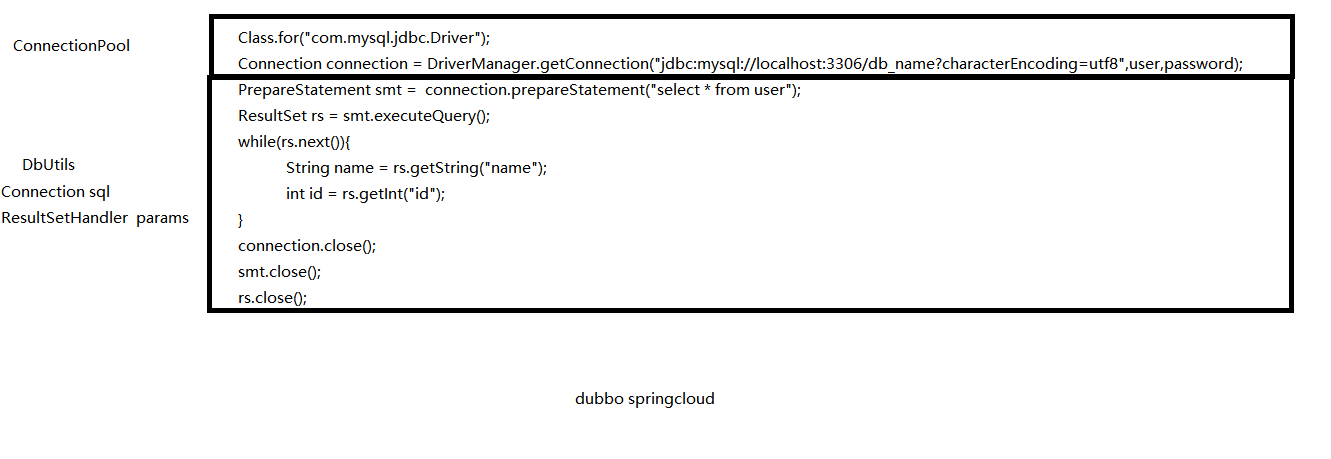 ConnectionPool
Class.for("com.mysql.jdbc.Driver");
Connection connection = DriverManager.getConnection("jdbc:mysql://localhost:3306/db_name?characterEncoding=utf8",user,password);
PrepareStatement smt =  connection.prepareStatement("select * from user");
ResultSet rs = smt.executeQuery();
while(rs.next()){
String name = rs.getString("name");
int id = rs.getInt("id");
}
connection.close();
smt.close();
rs.close();
DbUtils
Connection sql
ResultSetHandler  params
dubbo springcloud